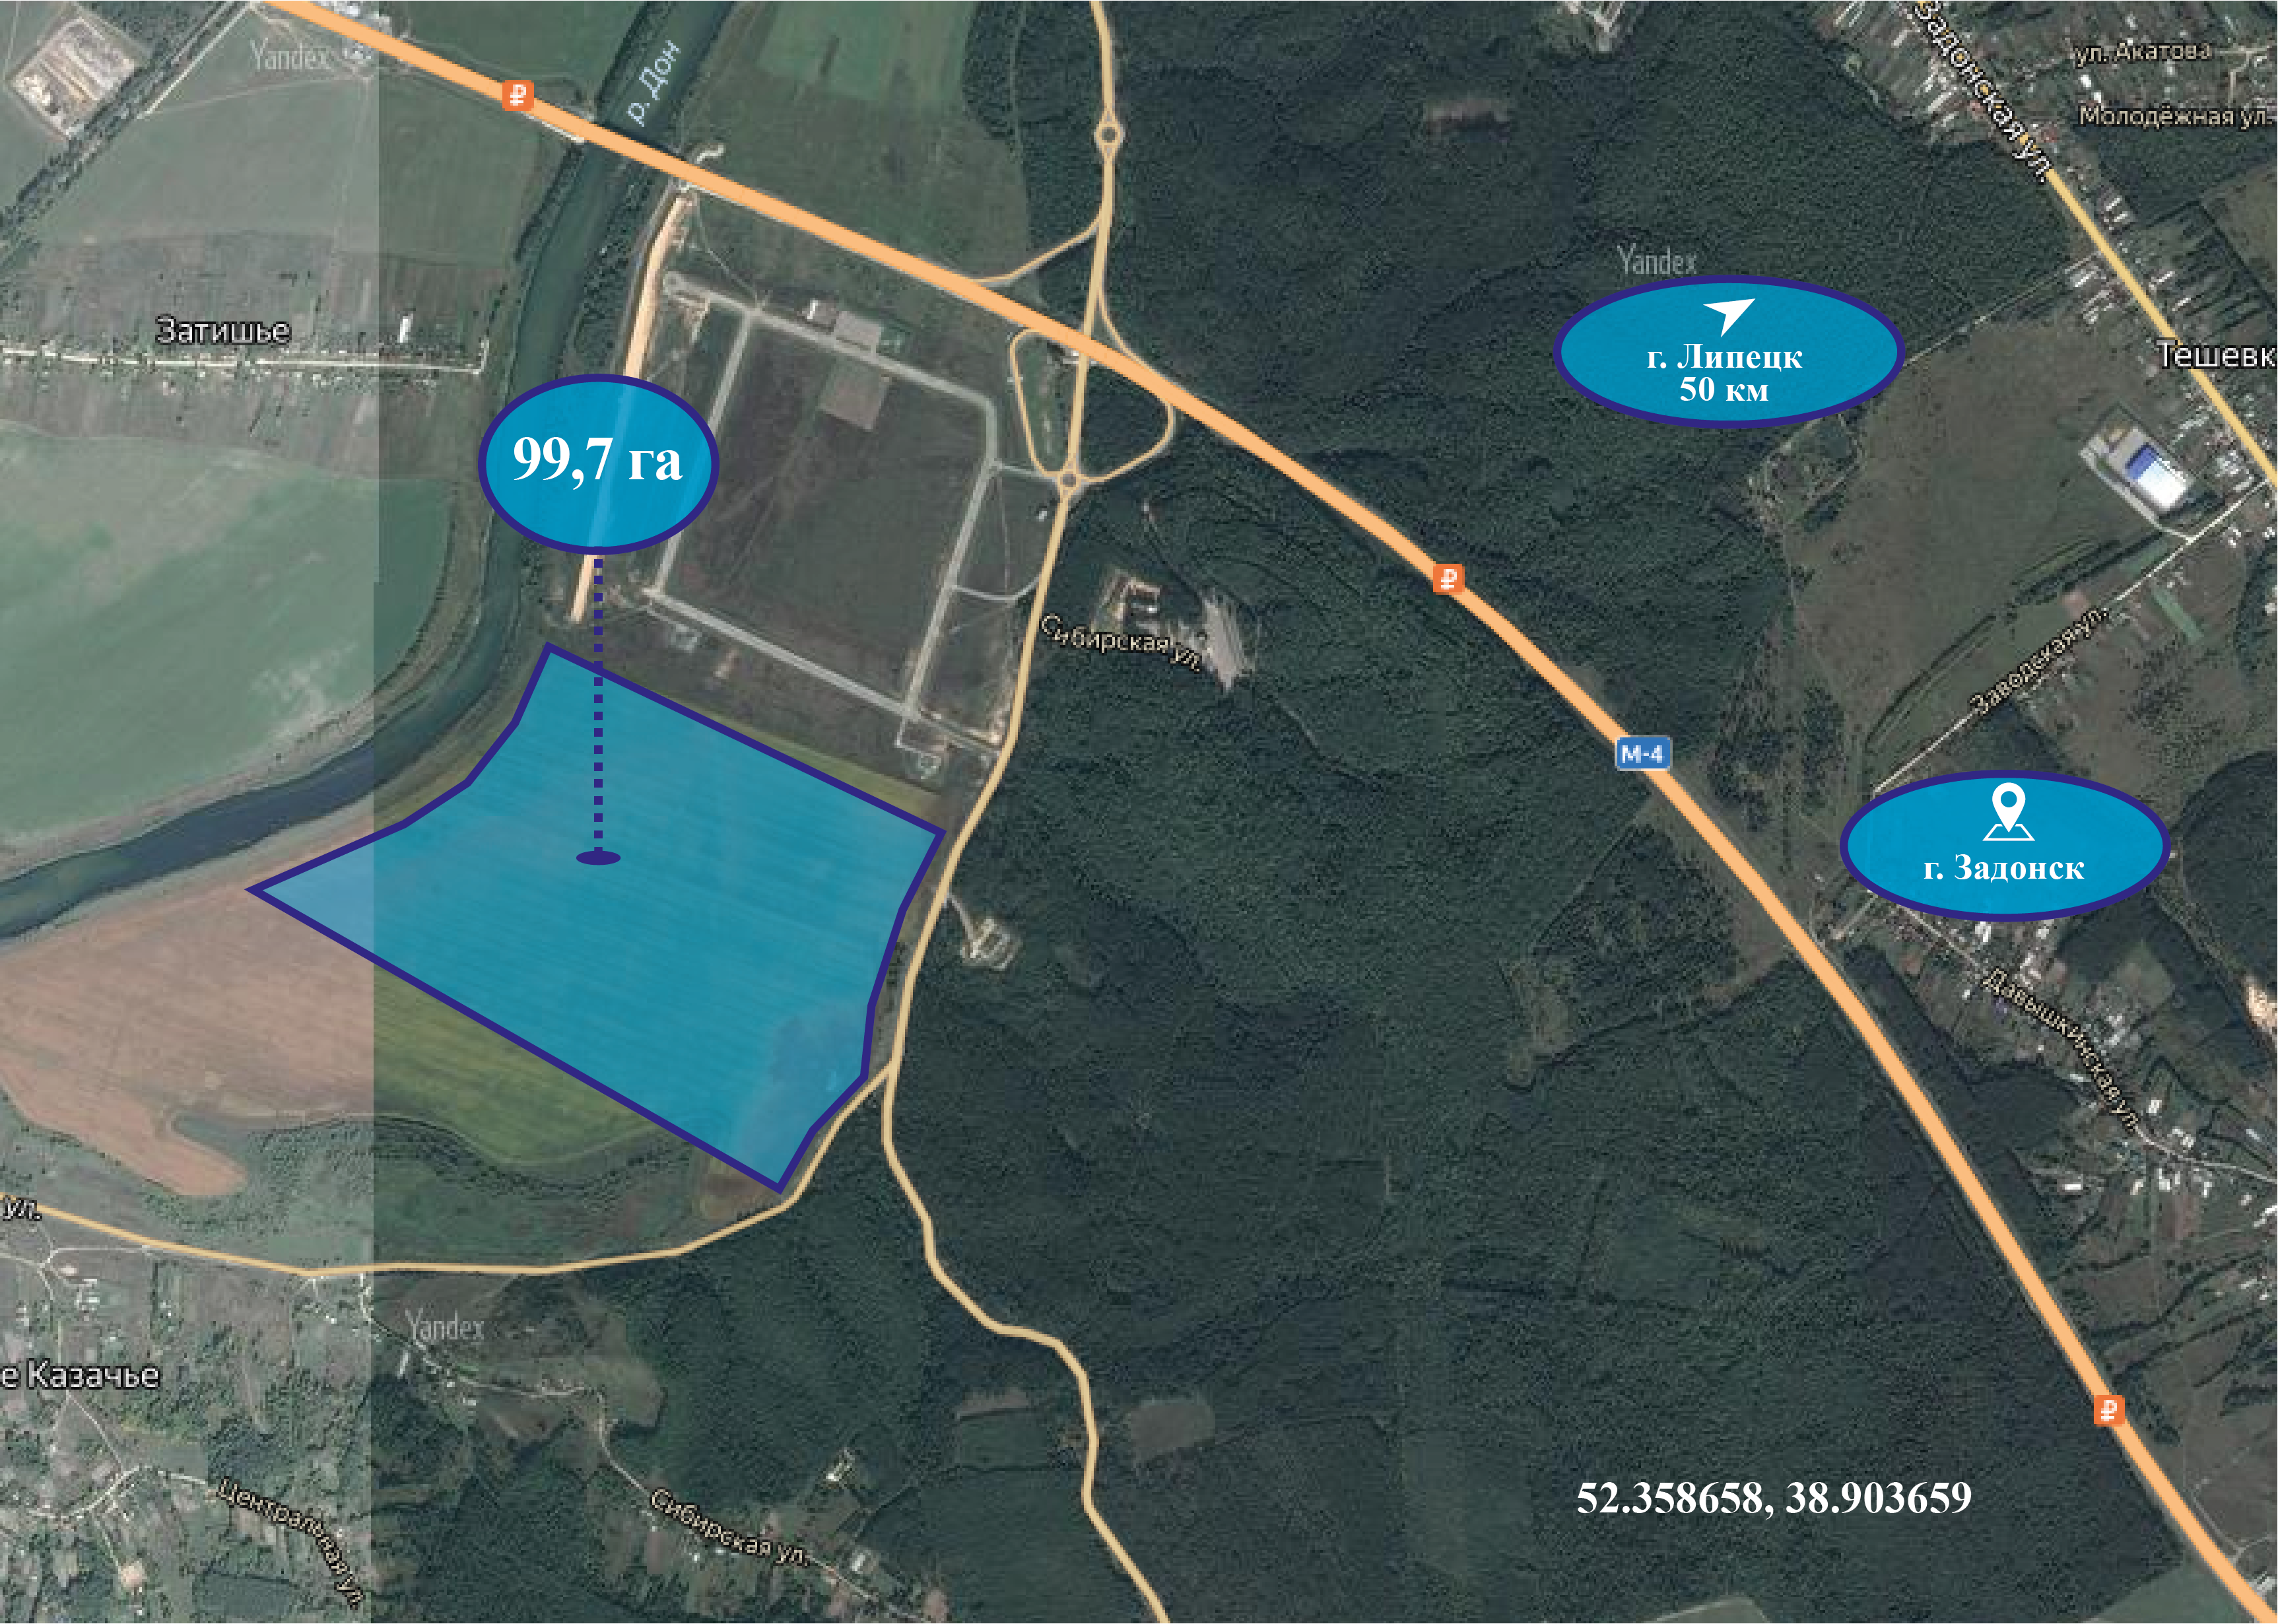 Задонская ул.
ул. Акатова
Yandex
р. Дон
₽
Молодёжная ул.
Yandex
Затишье
г. Липецк
50 км
Тешевк
99,7 га
₽
Сибирская ул.
Заводская ул.
М-4
г. Задонск
Давышкинская ул.
ул.
Yandex
е Казачье
₽
Центральная ул.
Сибирская ул.
52.358658, 38.903659